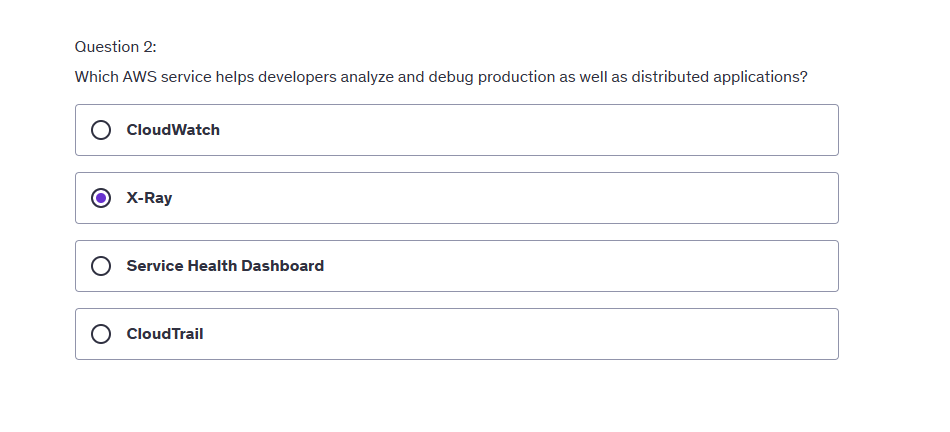 Question 2:
Which AWS service helps developers analyze and debug production as well as distributed applications?
CloudWatch
X-Ray
Service Health Dashboard
CloudTrail